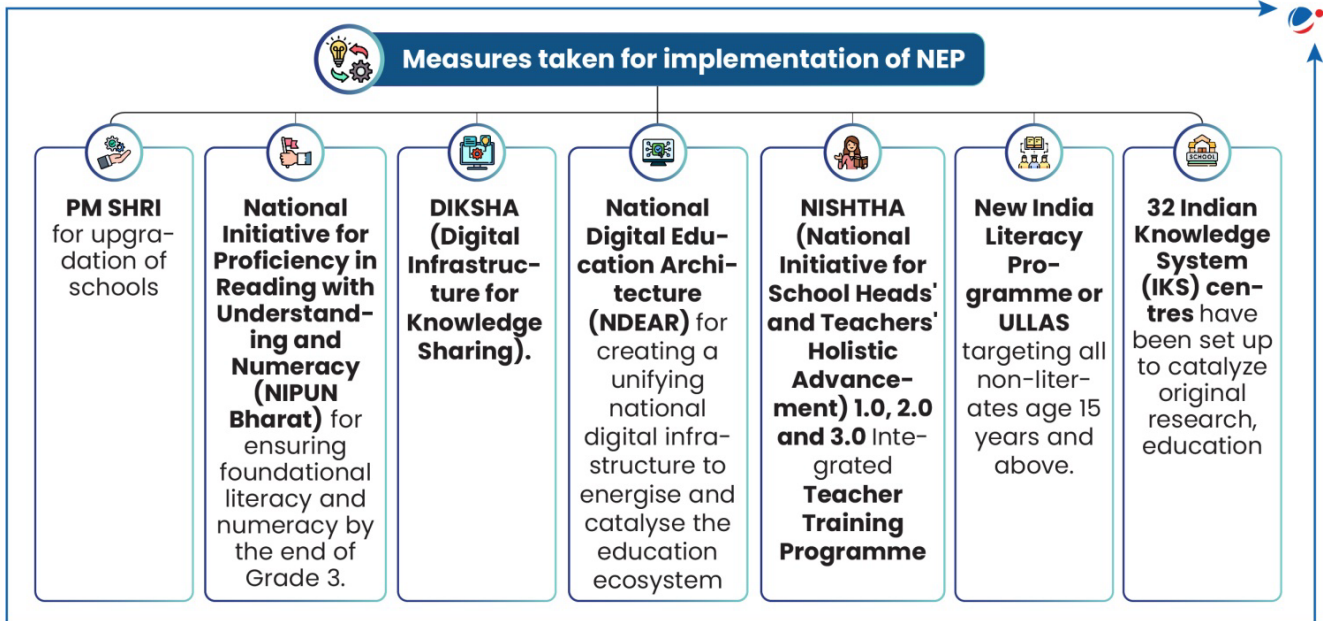 Measures taken for implementation of NEP
PM SHRI
for upgra-
dation of
schools
National
Initiative for
Proficiency in
Reading with
Understand-
ing and
Numeracy
(NIPUN
Bharat) for
ensuring
foundational
literacy and
numeracy by
the end of
Grade 3.
DIKSHA
(Digital
Infrastruc-
ture for
Knowledge
Sharing).
National
Digital Edu-
cation Archi-
tecture
(NDEAR) for
creating a
unifying
national
digital infra-
structure to
energise and
catalyse the
education
ecosystem
NISHTHA
(National
Initiative for
School Heads'
and Teachers'
Holistic
Advance-
ment) 1.0, 2.0
and 3.0 Inte-
grated
Teacher
Training
Programme
New India
Literacy
Pro-
gramme or
ULLAS
targeting all
non-liter-
ates age 15
years and
above.
SCHOOL
32 Indian
Knowledge
System
(IKS) cen-
tres have
been set up
to catalyze
original
research,
education